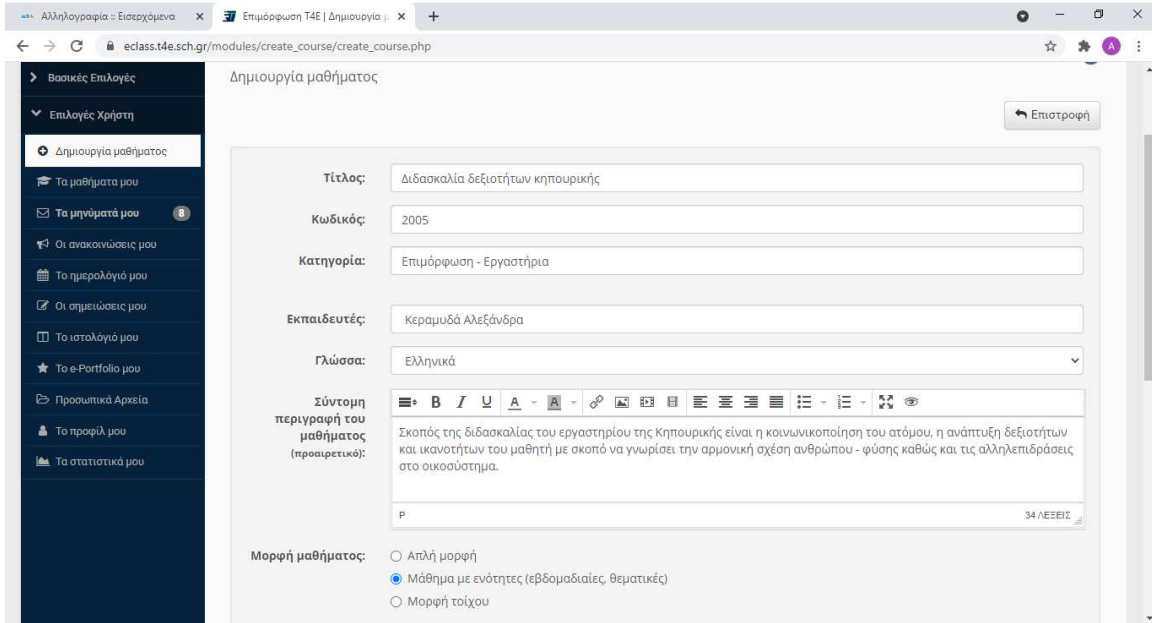 Αλληλογραφία :: Εισερχόμενα
Επιμόρφωση T4E | Δημιουργία μ
eclass.t4e.sch.gr/modules/create_course/create_course.php
A
Βασικές Επιλογές
Επιλογές Χρήστη
Δημιουργία μαθήματος
Τα μαθήματα μου
Τα μηνύματά μου 8
Οι ανακοινώσεις μου
Το ημερολόγιό μου
Οι σημειώσεις μου
Το ιστολόγιό μου
Το e-Portfolio μου
Προσωπικά Αρχεία
Το προφίλ μου
Τα στατιστικά μου
Δημιουργία μαθήματος
Επιστροφή
Τίτλος: Διδασκαλία δεξιοτήτων κηπουρικής
Κωδικός: 2005
Κατηγορία: Επιμόρφωση - Εργαστήρια
Εκπαιδευτές: Κεραμυδά Αλεξάνδρα
Γλώσσα: Ελληνικά
Σύντομη
περιγραφή του
μαθήματος
(προαιρετικό):
B I U A A
Σκοπός της διδασκαλίας του εργαστηρίου της Κηπουρικής είναι η κοινωνικοποίηση του ατόμου, η ανάπτυξη δεξιοτήτων
και ικανοτήτων του μαθητή με σκοπό να γνωρίσει την αρμονική σχέση ανθρώπου - φύσης καθώς και τις αλληλεπιδράσεις
στο οικοσύστημα.
P 34 ΛΕΞΕΙΣ
Μορφή μαθήματος: Απλή μορφή
Μάθημα με ενότητες (εβδομαδιαίες, θεματικές)
Μορφή τοίχου